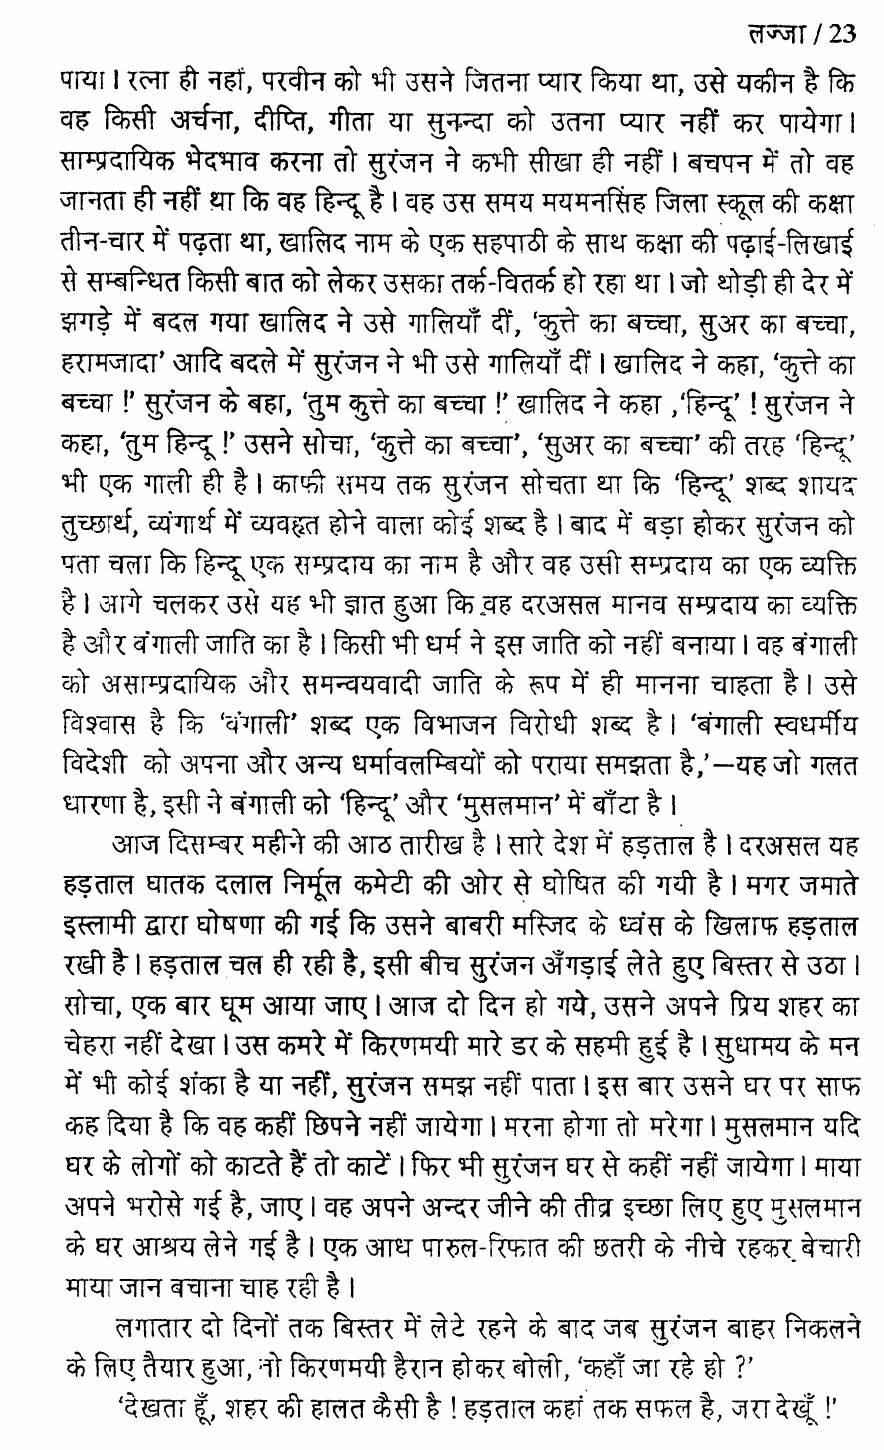 लज्जा / 23
पाया। रत्ना ही नहीं, परवीन को भी उसने जितना प्यार किया था, उसे यकीन है कि
वह किसी अर्चना, दीप्ति, गीता या सुनन्दा को उतना प्यार नहीं कर पायेगा।
साम्प्रदायिक भेदभाव करना तो सुरंजन ने कभी सीखा ही नहीं। बचपन में तो वह
जानता ही नहीं था कि वह हिन्दू है। वह उस समय मयमनसिंह जिला स्कूल की कक्षा
तीन-चार में पढ़ता था, खालिद नाम के एक सहपाठी के साथ कक्षा की पढ़ाई-लिखाई
से सम्बन्धित किसी बात को लेकर उसका तर्क-वितर्क हो रहा था। जो थोड़ी ही देर में
झगड़े में बदल गया खालिद ने उसे गालियाँ दीं, ‘कुत्ते का बच्चा, सुअर का बच्चा,
हरामजादा’ आदि बदले में सुरंजन ने भी उसे गालियाँ दीं। खालिद ने कहा, ‘कुत्ते का
बच्चा !’ सुरंजन के बहा, ‘तुम कुत्ते का बच्चा !’ खालिद ने कहा ,‘हिन्दू’ ! सुरंजन ने
कहा, ‘तुम हिन्दू !’ उसने सोचा, ‘कुत्ते का बच्चा’, ‘सुअर का बच्चा’ की तरह ‘हिन्दू’
भी एक गाली ही है। काफी समय तक सुरंजन सोचता था कि ‘हिन्दू’ शब्द शायद
तुच्छार्थ, व्यंगार्थ में व्यवहृत होने वाला कोई शब्द है। बाद में बड़ा होकर सुरंजन को
पता चला कि हिन्दू एक सम्प्रदाय का नाम है और वह उसी सम्प्रदाय का एक व्यक्ति
है। आगे चलकर उसे यह भी ज्ञात हुआ कि वह दरअसल मानव सम्प्रदाय का व्यक्ति
है और बंगाली जाति का है। किसी भी धर्म ने इस जाति को नहीं बनाया। वह बंगाली
को असाम्प्रदायिक और समन्वयवादी जाति के रूप में ही मानना चाहता है। उसे
विश्वास है कि ‘बंगाली’ शब्द एक विभाजन विरोधी शब्द है। ‘बंगाली स्वधर्मीय
विदेशी को अपना और अन्य धर्मावलम्बियों को पराया समझता है,’—यह जो गलत
धारणा है, इसी ने बंगाली को ‘हिन्दू’ और ‘मुसलमान’ में बाँटा है।
आज दिसम्बर महीने की आठ तारीख है। सारे देश में हड़ताल है। दरअसल यह
हड़ताल घातक दलाल निर्मूल कमेटी की ओर से घोषित की गयी है। मगर जमाते
इस्लामी द्वारा घोषणा की गई कि उसने बाबरी मस्जिद के ध्वंस के खिलाफ हड़ताल
रखी है। हड़ताल चल ही रही है, इसी बीच सुरंजन अँगड़ाई लेते हुए बिस्तर से उठा।
सोचा, एक बार घूम आया जाए। आज दो दिन हो गये, उसने अपने प्रिय शहर का
चेहरा नहीं देखा। उस कमरे में किरणमयी मारे डर के सहमी हुई है। सुधामय के मन
में भी कोई शंका है या नहीं, सुरंजन समझ नहीं पाता। इस बार उसने घर पर साफ
कह दिया है कि वह कहीं छिपने नहीं जायेगा। मरना होगा तो मरेगा। मुसलमान यदि
घर के लोगों को काटते हैं तो काटें। फिर भी सुरंजन घर से कहीं नहीं जायेगा। माया
अपने भरोसे गई है, जाए। वह अपने अन्दर जीने की तीव्र इच्छा लिए हुए मुसलमान
के घर आश्रय लेने गई है। एक आध पारुल-रिफात की छतरी के नीचे रहकर बेचारी
माया जान बचाना चाह रही है।
लगातार दो दिनों तक बिस्तर में लेटे रहने के बाद जब सुरंजन बाहर निकलने
के लिए तैयार हुआ, तो किरणमयी हैरान होकर बोली, ‘कहाँ जा रहे हो ?’
‘देखता हूँ, शहर की हालत कैसी है ! हड़ताल कहां तक सफल है, जरा देखूँ !’